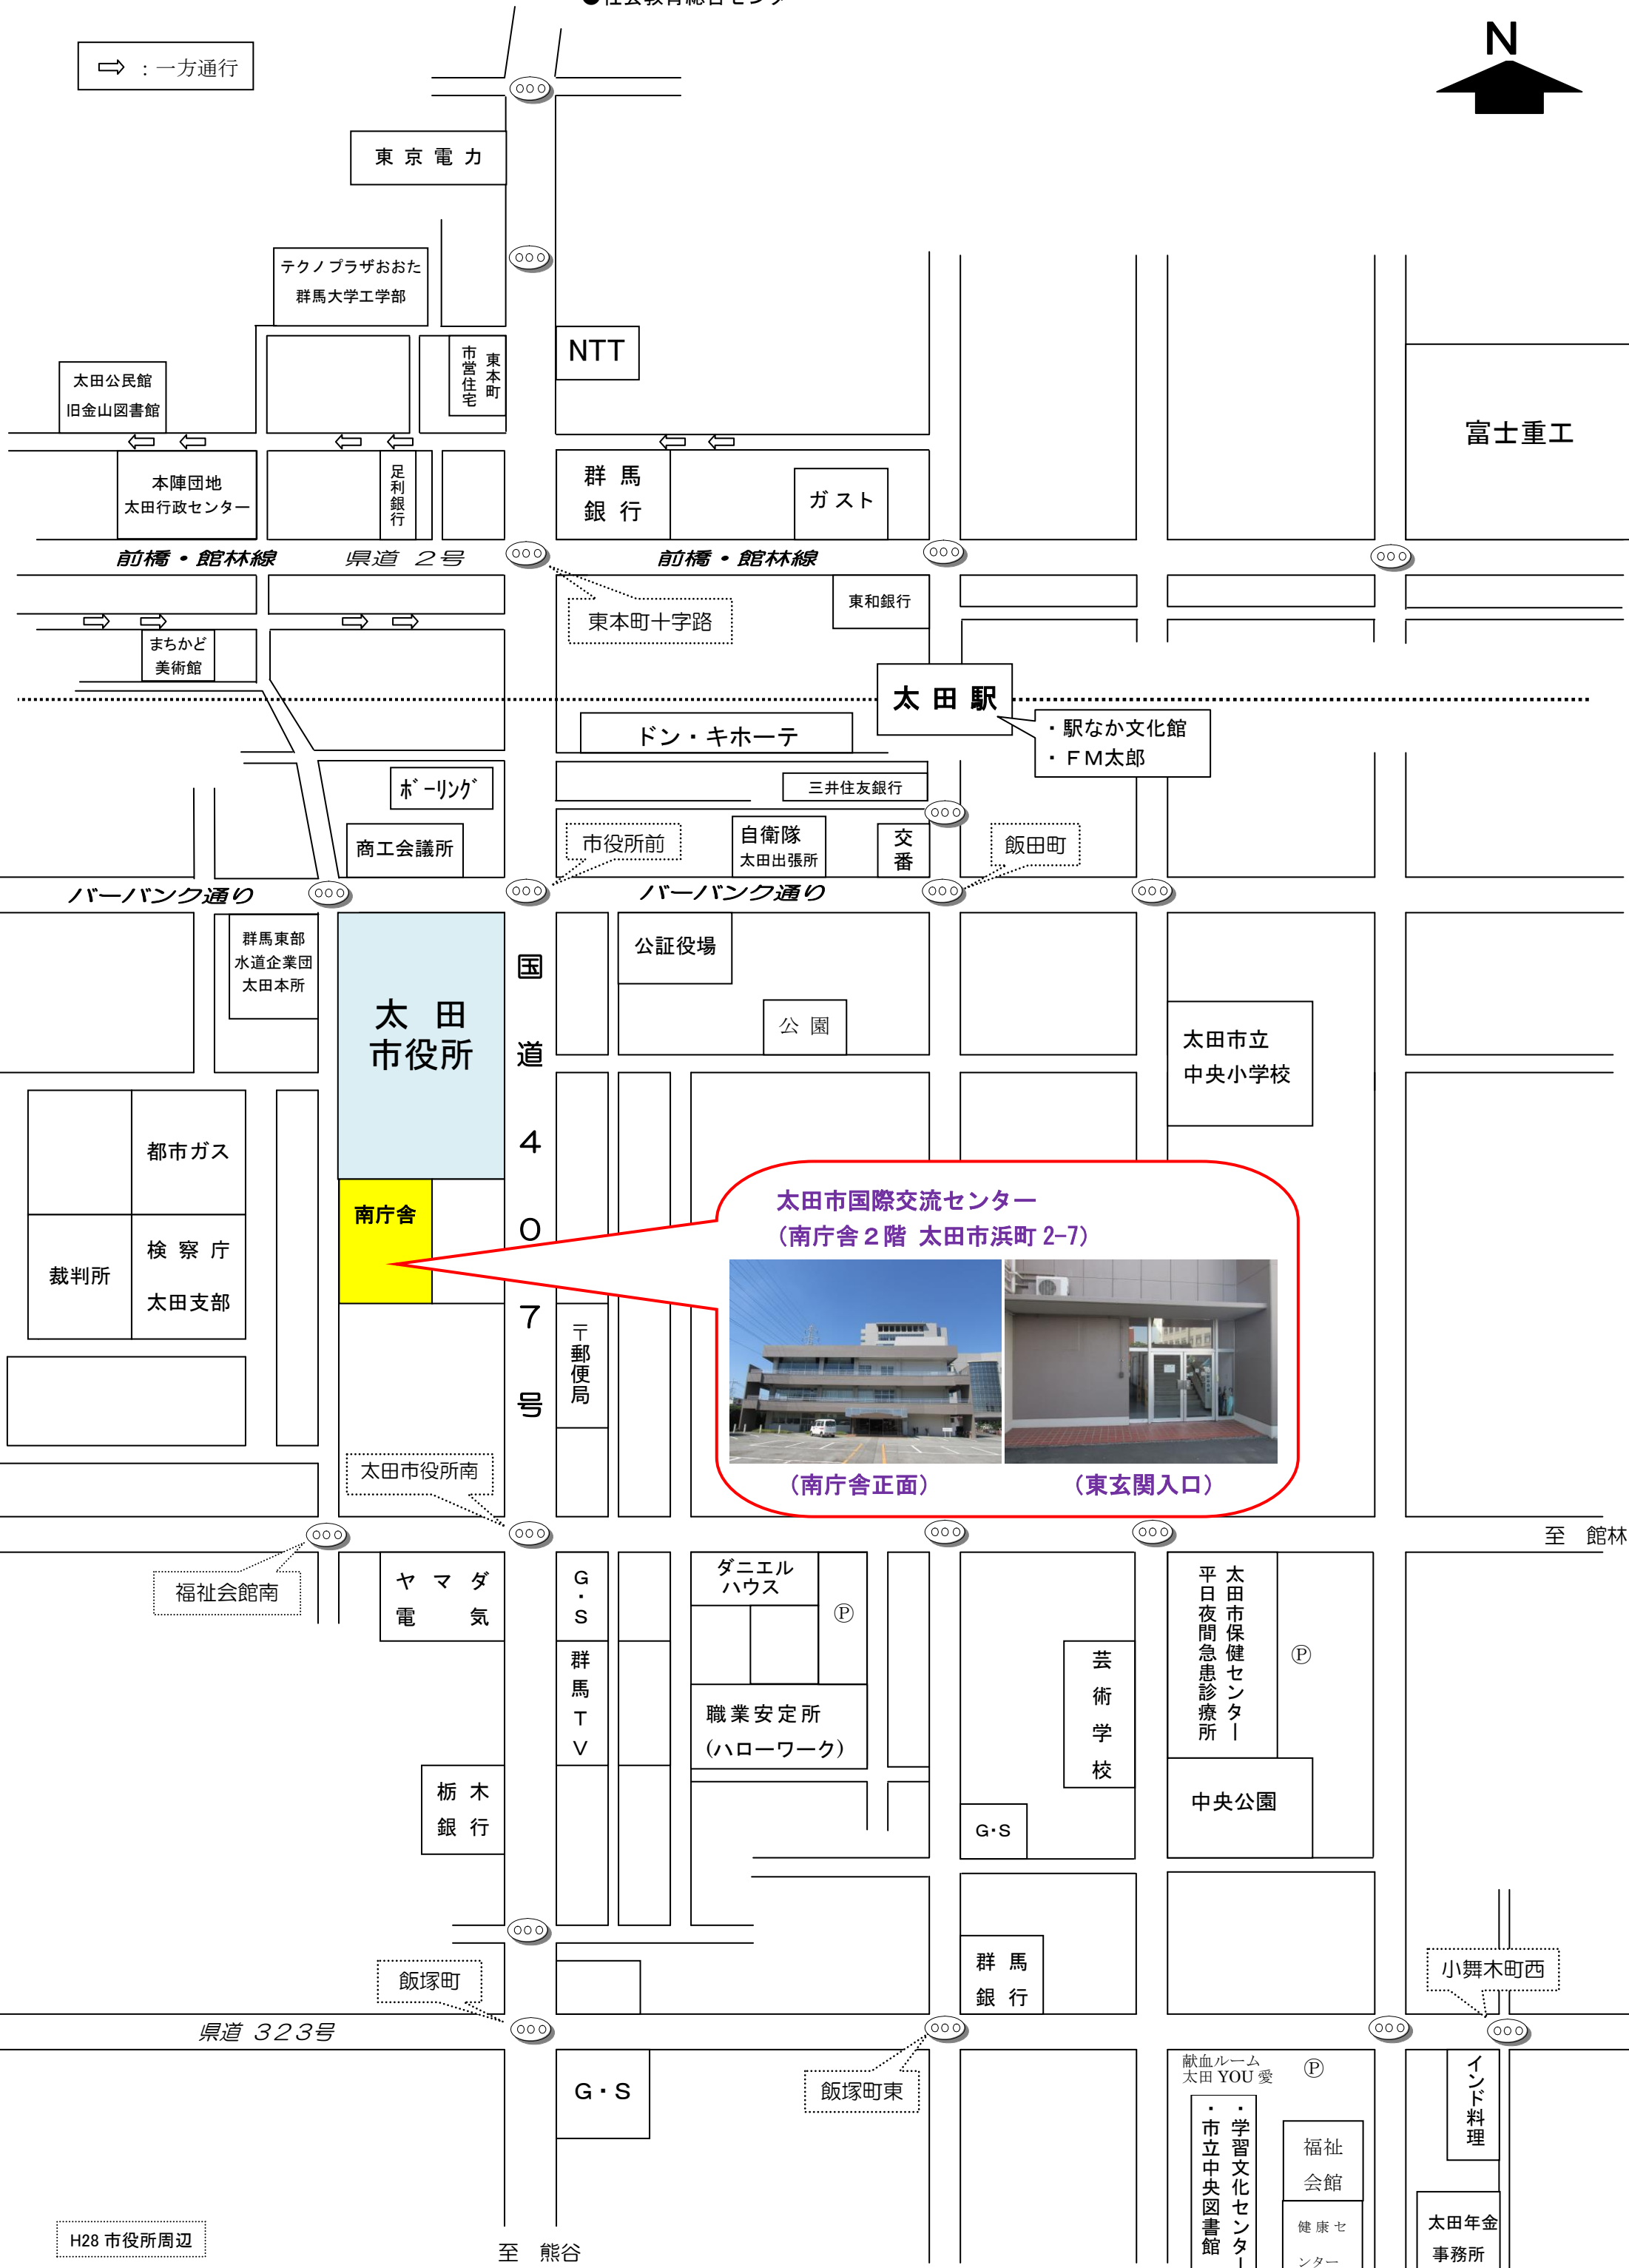 N
：一方通行
東京電力
テクノプラザおおた
群馬大学工学部
NTT
東本町
市営住宅
太田公民館
旧金山図書館
富士重工
本陣団地
太田行政センター
足利銀行
群馬
銀行
ガスト
前橋・館林線
県道 2号
前橋・館林線
東本町十字路
東和銀行
まちかど
美術館
太田駅
・駅なか文化館
・ＦＭ太郎
ドン・キホーテ
ボーリング
三井住友銀行
商工会議所
市役所前
自衛隊
太田出張所
交番
飯田町
バーバンク通り
バーバンク通り
群馬東部
水道企業団
太田本所
太田
市役所
国道４０７号
公証役場
公園
太田市立
中央小学校
都市ガス
南庁舎
裁判所
検察庁
太田支部
太田市国際交流センター
（南庁舎２階 太田市浜町 2-7）
（南庁舎正面）
（東玄関入口）
〒郵便局
太田市役所南
至 館林
福祉会館南
ヤマダ
電気
G・S
ダニエル
ハウス
Ⓟ
群馬ＴＶ
職業安定所
(ハローワーク)
芸術学校
太田市保健センター
平日夜間急患診療所
Ⓟ
栃木
銀行
中央公園
G・S
群馬
銀行
飯塚町
小舞木町西
県道 323号
G・S
飯塚町東
献血ルーム
太田 YOU 愛
Ⓟ
インド料理
・学習文化センター
・市立中央図書館
福祉
会館
健康セ
ンター
太田年金
事務所
H28 市役所周辺
至 熊谷